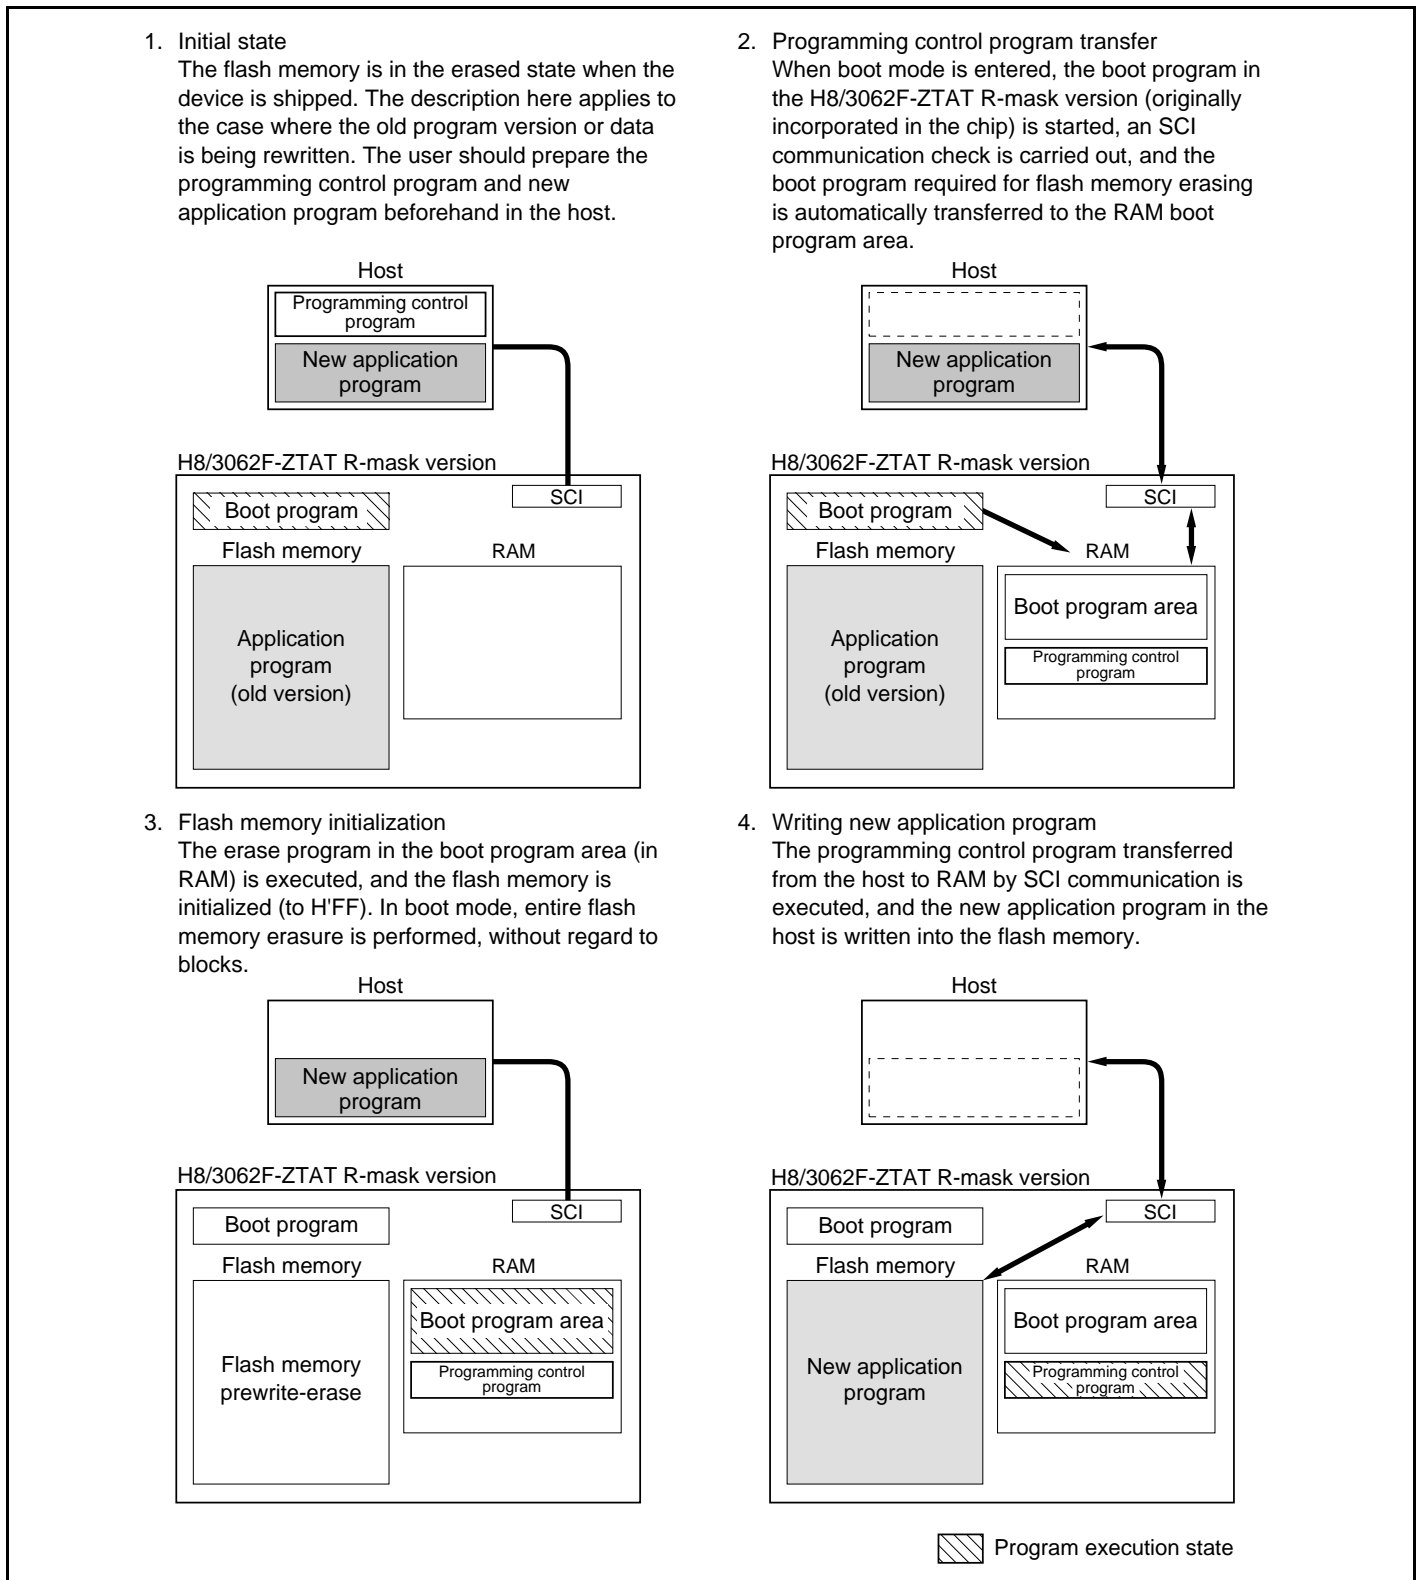 1. Initial state
The flash memory is in the erased state when the
device is shipped. The description here applies to
the case where the old program version or data
is being rewritten. The user should prepare the
programming control program and new
application program beforehand in the host.
Host
Programming control
program
New application
program
H8/3062F-ZTAT R-mask version
SCI
Boot program
Flash memory
RAM
Application
program
(old version)
2. Programming control program transfer
When boot mode is entered, the boot program in
the H8/3062F-ZTAT R-mask version (originally
incorporated in the chip) is started, an SCI
communication check is carried out, and the
boot program required for flash memory erasing
is automatically transferred to the RAM boot
program area.
Host
New application
program
H8/3062F-ZTAT R-mask version
SCI
Boot program
Flash memory
RAM
Boot program area
Programming control
program
Application
program
(old version)
3. Flash memory initialization
The erase program in the boot program area (in
RAM) is executed, and the flash memory is
initialized (to H'FF). In boot mode, entire flash
memory erasure is performed, without regard to
blocks.
Host
New application
program
H8/3062F-ZTAT R-mask version
SCI
Boot program
Flash memory
RAM
Boot program area
Programming control
program
Flash memory
prewrite-erase
4. Writing new application program
The programming control program transferred
from the host to RAM by SCI communication is
executed, and the new application program in the
host is written into the flash memory.
Host
H8/3062F-ZTAT R-mask version
SCI
Boot program
Flash memory
RAM
Boot program area
Programming control
program
New application
program
Program execution state